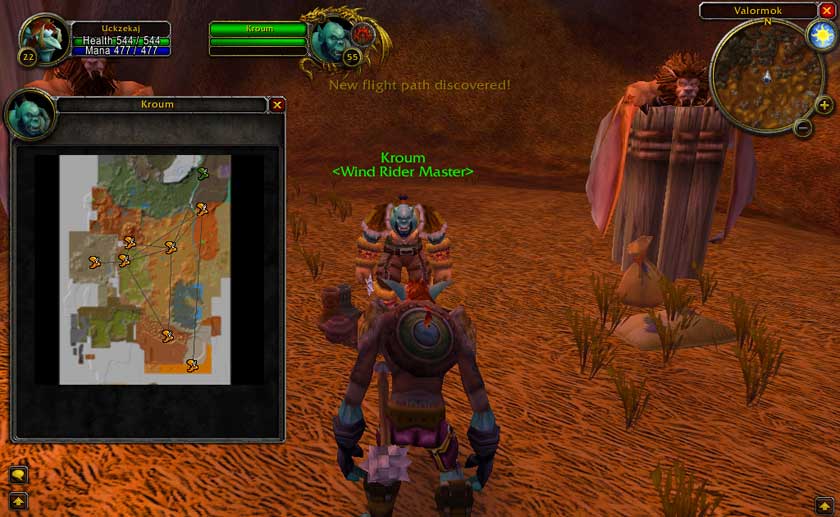 Uckzekaj
Health 544 / 544
Mana 477 / 477
22
Kroum
55
Valormok
N
New flight path discovered!
Kroum
Kroum
<Wind Rider Master>